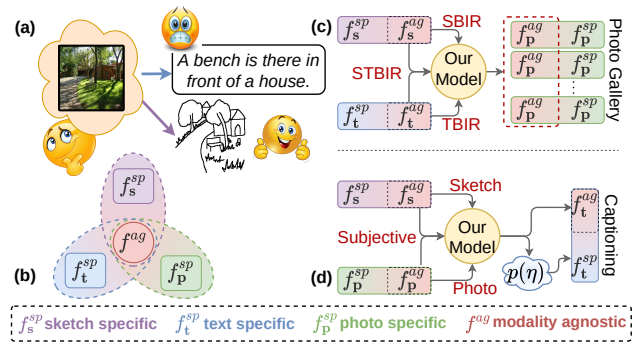 (a)
A bench is there in
front of a house.
(b)
f_s^{sp}
f^{ag}
f_t^{sp}
f_p^{sp}
(c)
f_s^{sp} f_s^{ag}
SBIR
STBIR
Our
Model
f_t^{sp} f_t^{ag}
TBIR
f_p^{ag} f_p^{sp}
f_p^{ag} f_p^{sp}
f_p^{ag} f_p^{sp}
Photo Gallery
(d)
f_s^{sp} f_s^{ag}
Sketch
Subjective
Our
Model
f_p^{sp} f_p^{ag}
Photo
p(η)
f_t^{ag}
f_t^{sp}
Captioning
f_s^{sp} sketch specific f_t^{sp} text specific f_p^{sp} photo specific f^{ag} modality agnostic